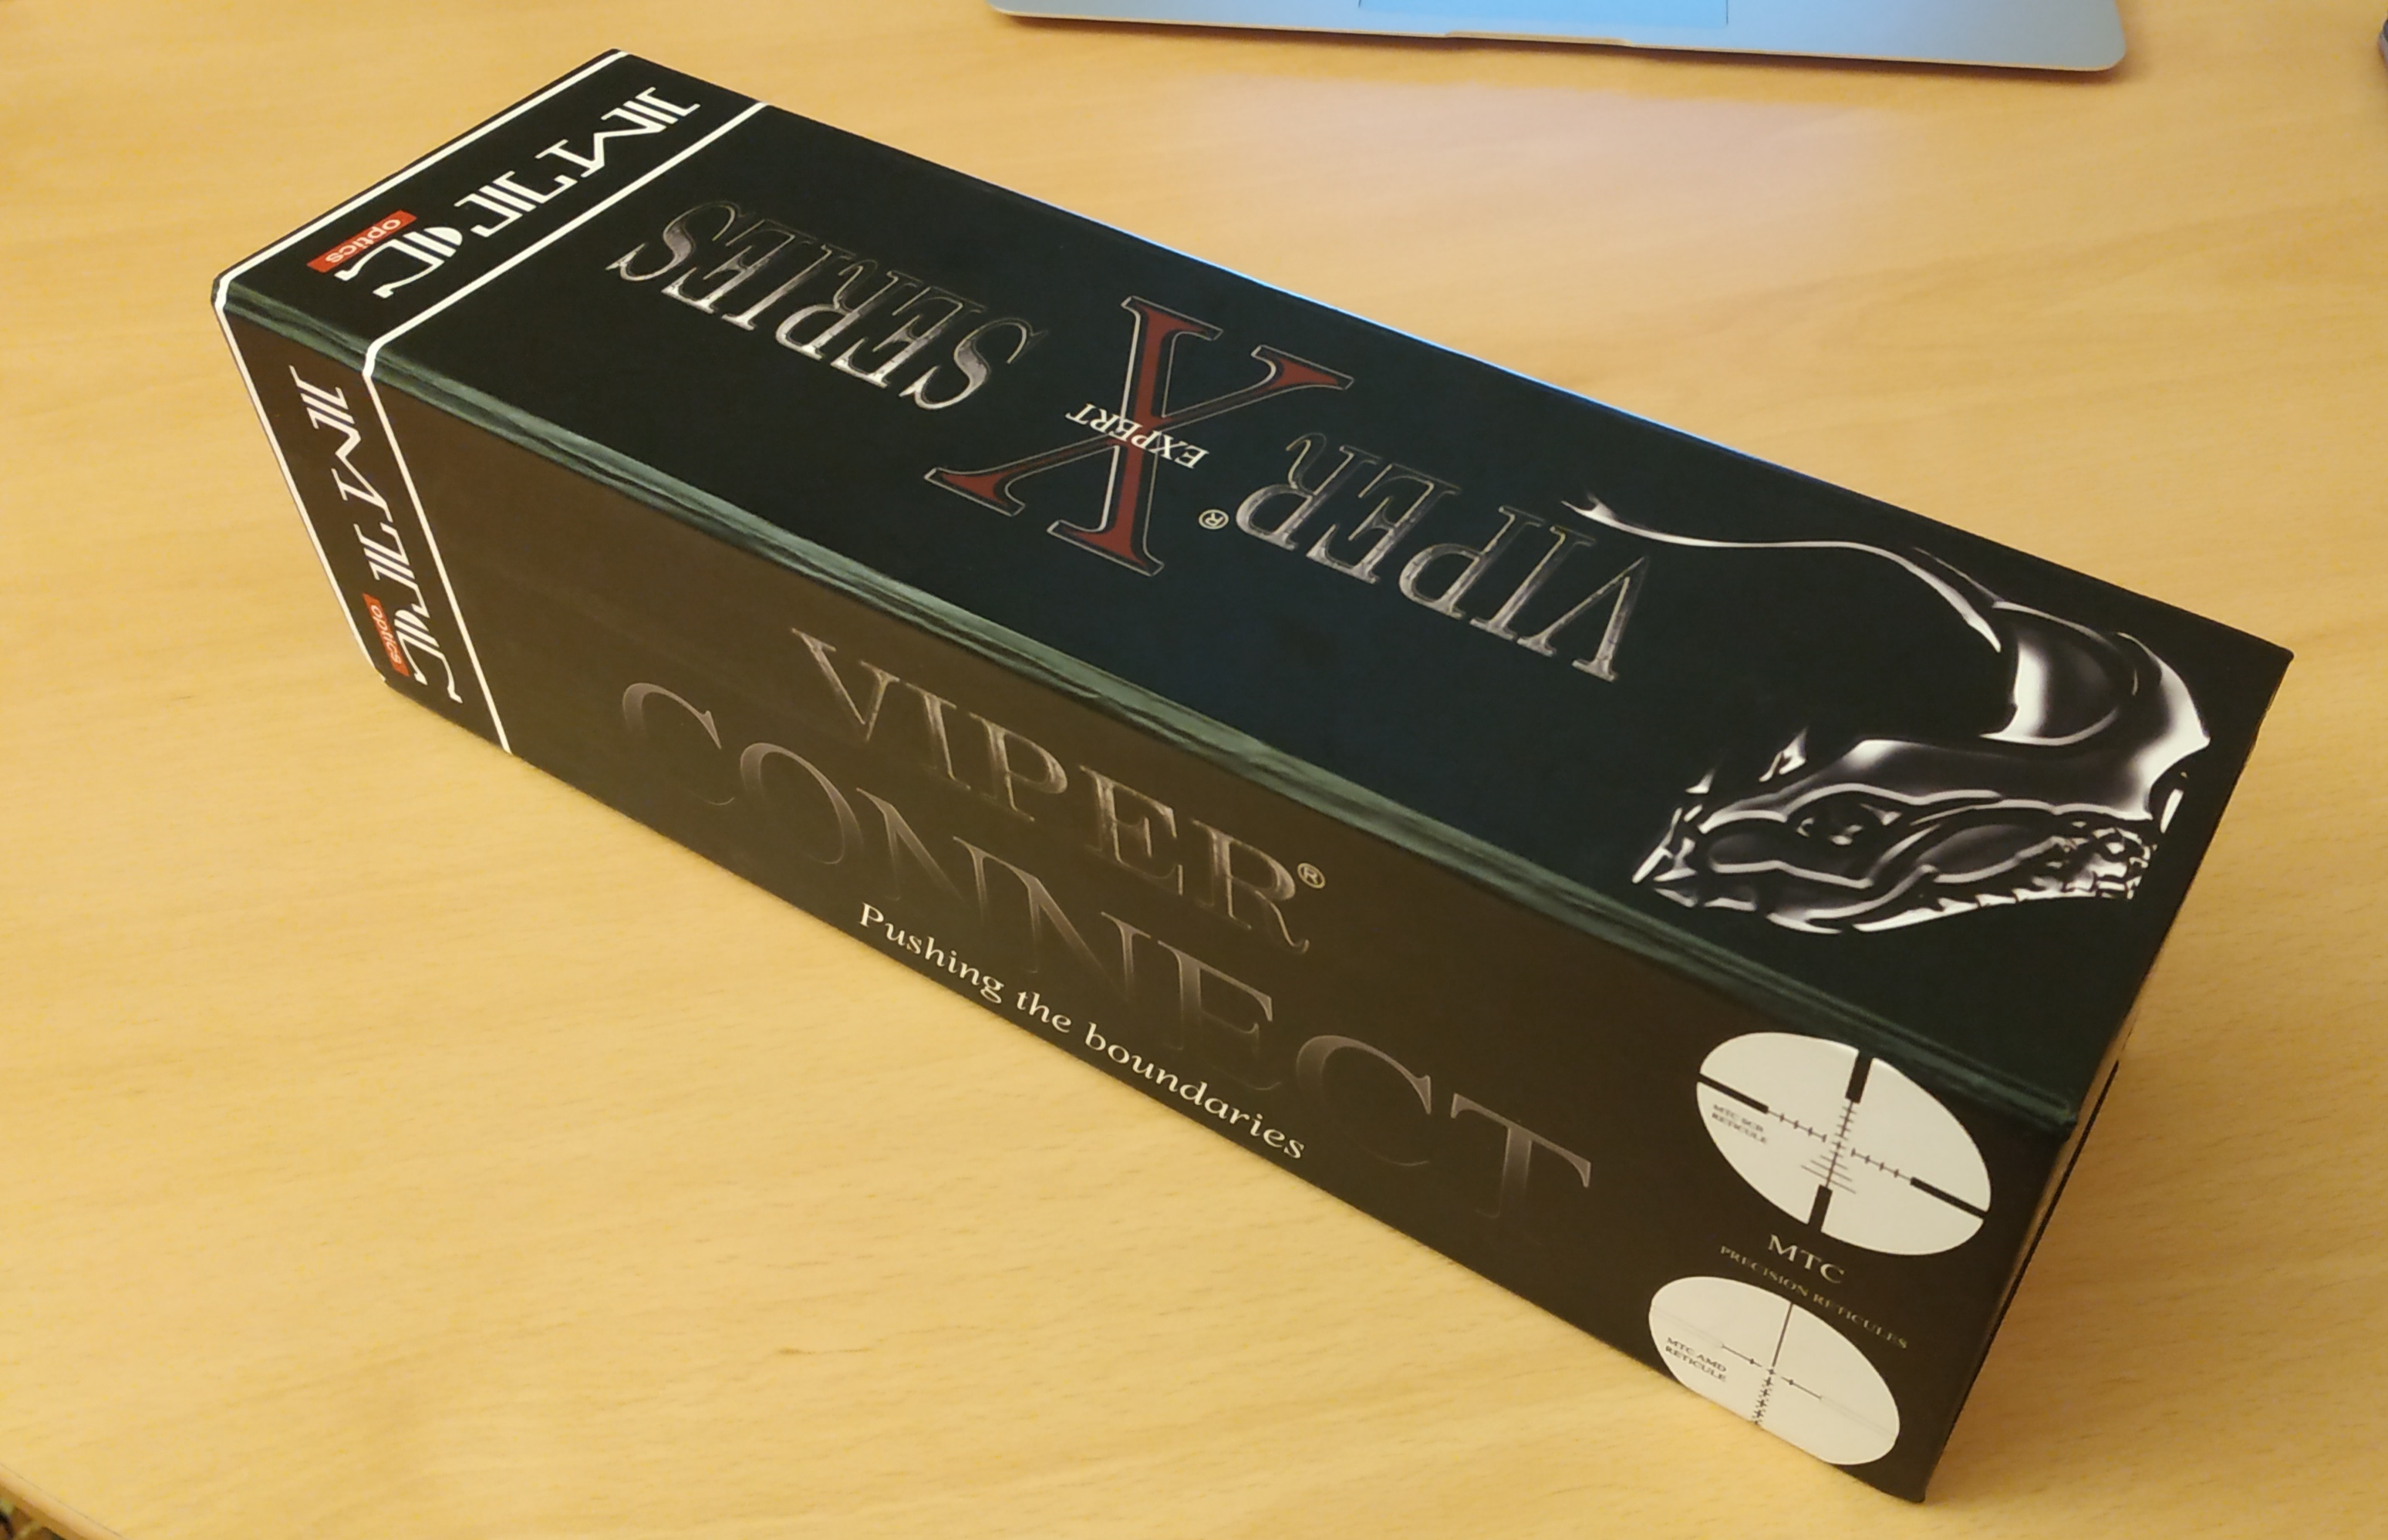 MTC
optics
VIPER® X SERIES
EXPERT
MTC
optics
VIPER®
CONNECT
Pushing the boundaries
MTC SCB
RETICULE
MTC
PRECISION RETICULES
MTC AMD
RETICULE